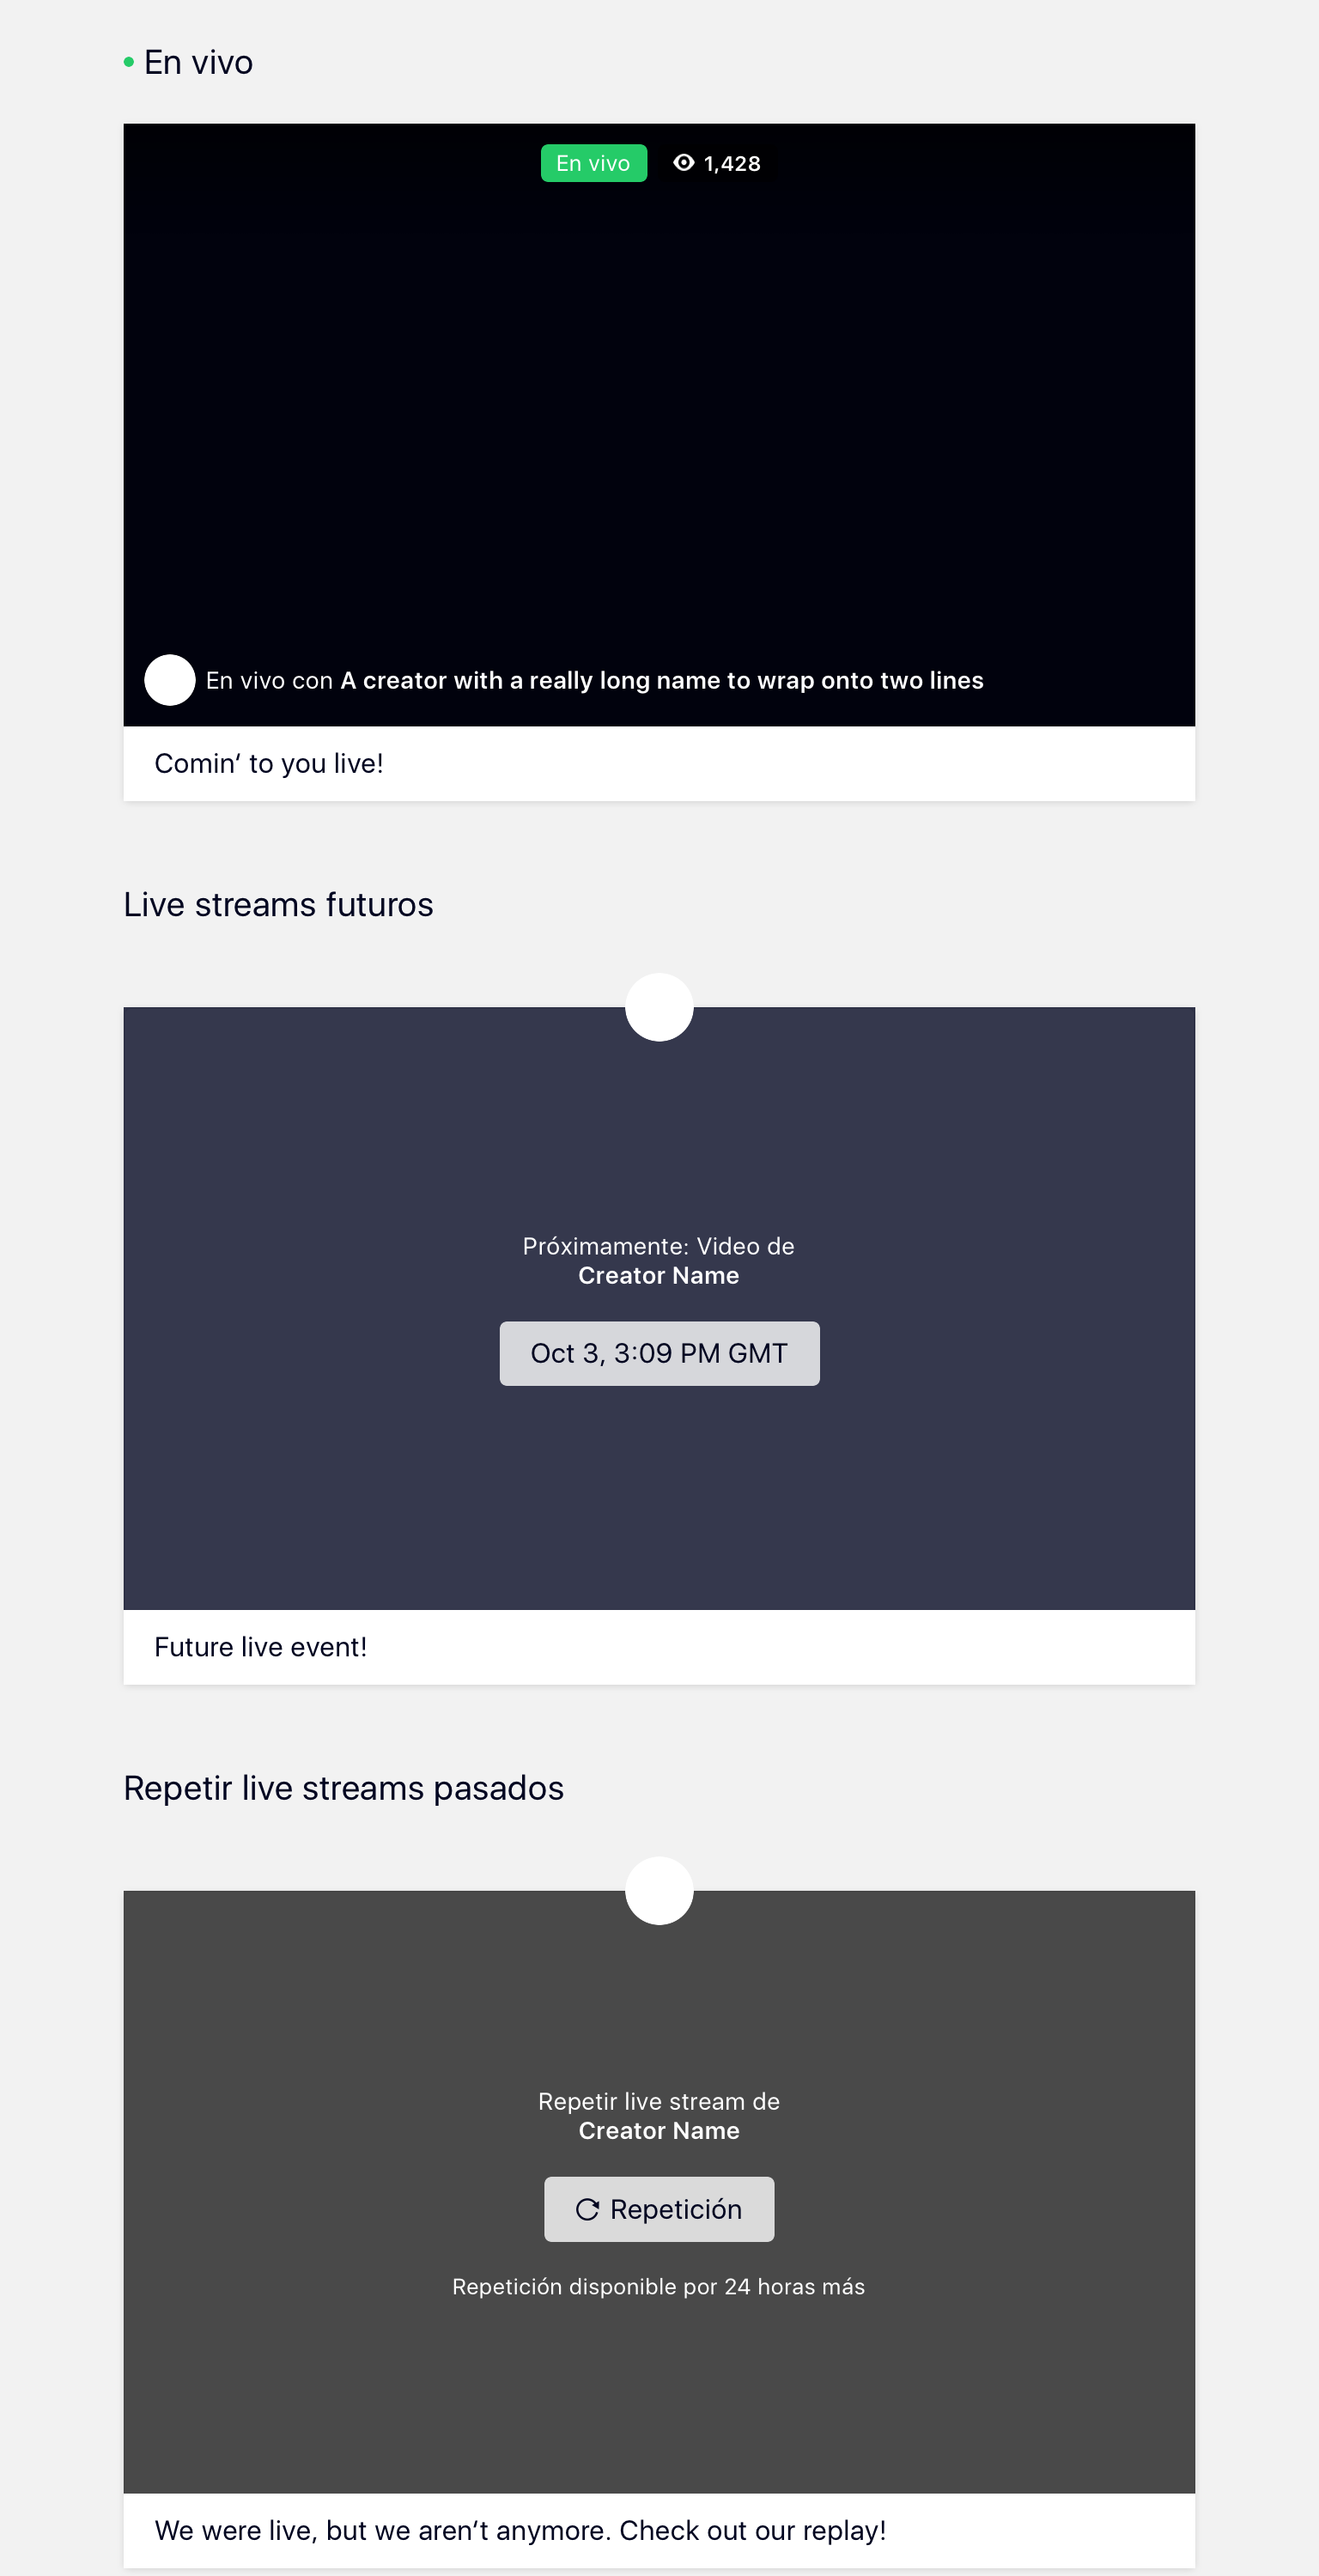 En vivo
En vivo 1,428
En vivo con A creator with a really long name to wrap onto two lines
Comin’ to you live!
Live streams futuros
Próximamente: Video de
Creator Name
Oct 3, 3:09 PM GMT
Future live event!
Repetir live streams pasados
Repetir live stream de
Creator Name
Repetición
Repetición disponible por 24 horas más
We were live, but we aren’t anymore. Check out our replay!